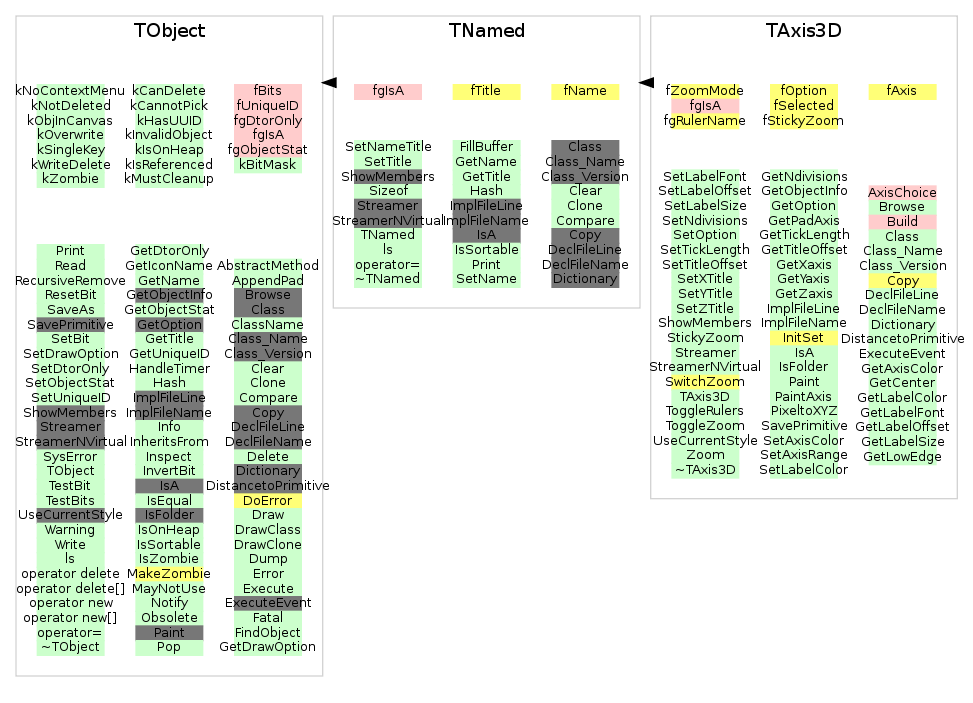 TObject
kNoContextMenu
kNotDeleted
kObjInCanvas
kOverwrite
kSingleKey
kWriteDelete
kZombie
kCanDelete
kCannotPick
kHasUUID
kInvalidObject
kIsOnHeap
kIsReferenced
kMustCleanup
fBits
fUniqueID
fgDtorOnly
fgIsA
fgObjectStat
kBitMask
Print
Read
RecursiveRemove
ResetBit
SaveAs
SavePrimitive
SetBit
SetDrawOption
SetDtorOnly
SetObjectStat
SetUniqueID
ShowMembers
Streamer
StreamerNVirtual
SysError
TObject
TestBit
TestBits
UseCurrentStyle
Warning
Write
ls
operator delete
operator delete[]
operator new
operator new[]
operator=
~TObject
GetDtorOnly
GetIconName
GetName
GetObjectInfo
GetObjectStat
GetOption
GetTitle
GetUniqueID
HandleTimer
Hash
ImplFileLine
ImplFileName
Info
InheritsFrom
Inspect
InvertBit
IsA
IsEqual
IsFolder
IsOnHeap
IsSortable
IsZombie
MakeZombie
MayNotUse
Notify
Obsolete
Paint
Pop
AbstractMethod
AppendPad
Browse
Class
ClassName
Class_Name
Class_Version
Clear
Clone
Compare
Copy
DeclFileLine
DeclFileName
Delete
Dictionary
DistancetoPrimitive
DoError
Draw
DrawClass
DrawClone
Dump
Error
Execute
ExecuteEvent
Fatal
FindObject
GetDrawOption
TNamed
fgIsA
fTitle
fName
SetNameTitle
SetTitle
ShowMembers
Sizeof
Streamer
StreamerNVirtual
TNamed
ls
operator=
~TNamed
FillBuffer
GetName
GetTitle
Hash
ImplFileLine
ImplFileName
IsA
IsSortable
Print
SetName
Class
Class_Name
Class_Version
Clear
Clone
Compare
Copy
DeclFileLine
DeclFileName
Dictionary
TAxis3D
fZoomMode
fgIsA
fgRulerName
fOption
fSelected
fStickyZoom
fAxis
SetLabelFont
SetLabelOffset
SetLabelSize
SetNdivisions
SetOption
SetTickLength
SetTitleOffset
SetXTitle
SetYTitle
SetZTitle
ShowMembers
StickyZoom
Streamer
StreamerNVirtual
SwitchZoom
TAxis3D
ToggleRulers
ToggleZoom
UseCurrentStyle
Zoom
~TAxis3D
GetNdivisions
GetObjectInfo
GetOption
GetPadAxis
GetTickLength
GetTitleOffset
GetXaxis
GetYaxis
GetZaxis
ImplFileLine
ImplFileName
InitSet
IsA
IsFolder
Paint
PaintAxis
PixeltoXYZ
SavePrimitive
SetAxisColor
SetAxisRange
SetLabelColor
AxisChoice
Browse
Build
Class
Class_Name
Class_Version
Copy
DeclFileLine
DeclFileName
Dictionary
DistancetoPrimitive
ExecuteEvent
GetAxisColor
GetCenter
GetLabelColor
GetLabelFont
GetLabelOffset
GetLabelSize
GetLowEdge